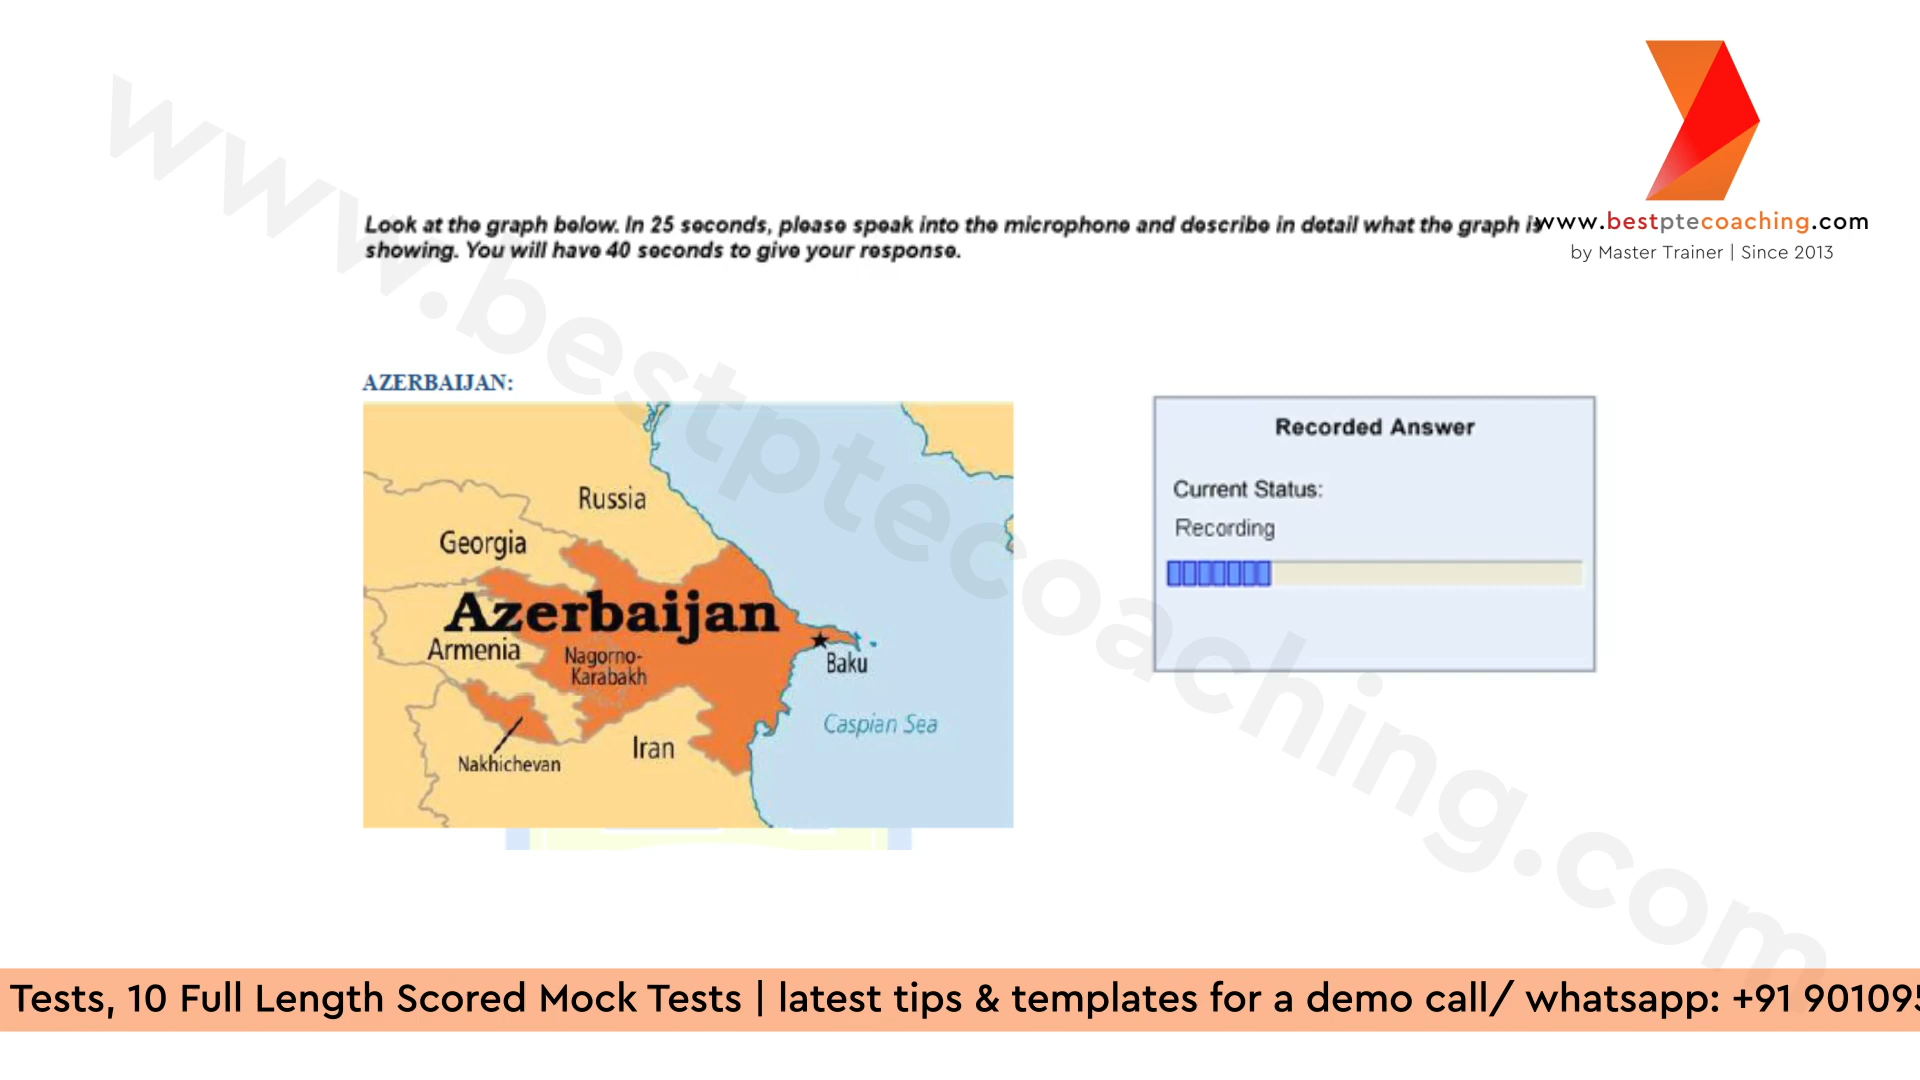 www.bestptecoaching.com
Look at the graph below. In 25 seconds, please speak into the microphone and describe in detail what the graph is
showing. You will have 40 seconds to give your response.
www.bestptecoaching.com
by Master Trainer | Since 2013
AZERBAIJAN:
Russia
Georgia
Azerbaijan
Armenia
Nagorno-
Karabakh
Baku
Caspian Sea
Iran
Nakhichevan
Recorded Answer
Current Status:
Recording
Tests, 10 Full Length Scored Mock Tests | latest tips & templates for a demo call/ whatsapp: +91 901095